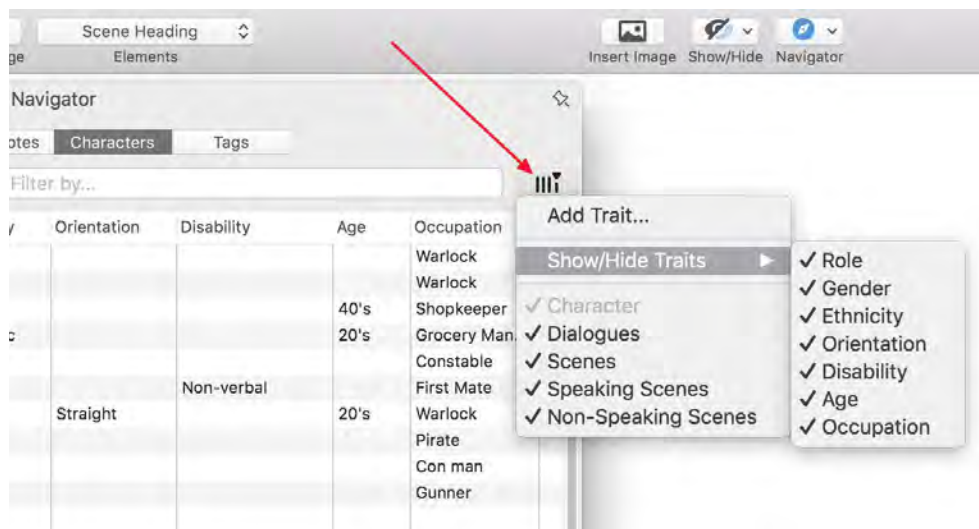 Scene Heading
ge
Elements
Insert Image Show/Hide Navigator
Navigator
otes Characters Tags
Filter by...
y Orientation Disability Age Occupation
Warlock
Warlock
40's Shopkeeper
c 20's Grocery Man.
Constable
Non-verbal First Mate
Straight 20's Warlock
Pirate
Con man
Gunner
Add Trait...
Show/Hide Traits
Character
Dialogues
Scenes
Speaking Scenes
Non-Speaking Scenes
Role
Gender
Ethnicity
Orientation
Disability
Age
Occupation